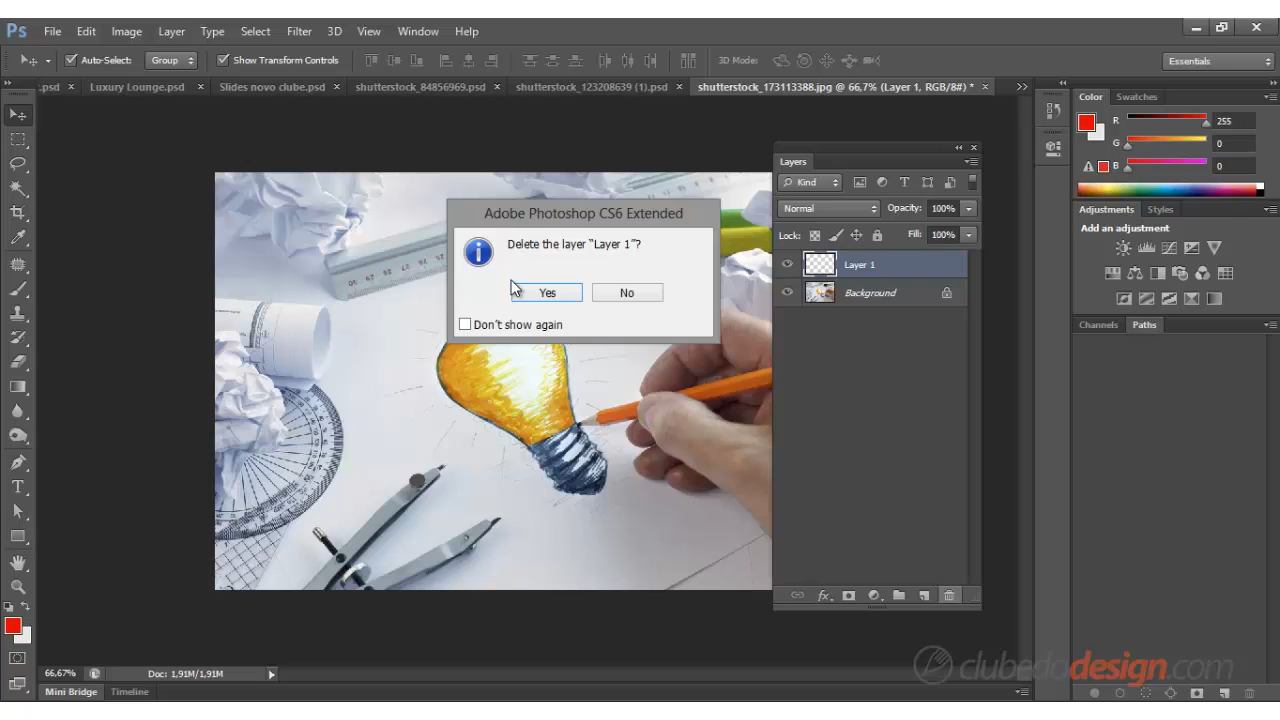 Ps File Edit Image Layer Type Select Filter 3D View Window Help
Auto-Select: Group Show Transform Controls 3D Mode: Essentials
.psd × Luxury Lounge.psd × Slides novo clube.psd × shutterstock_84856969.psd × shutterstock_123208639 (1).psd × shutterstock_173113388.jpg @ 66,7% (Layer 1, RGB/8#) * ×
Color Swatches
R 255
G 0
B 0
Layers
Kind
Normal Opacity: 100%
Lock: Fill: 100%
Layer 1
Background
Adjustments Styles
Add an adjustment
Channels Paths
Adobe Photoshop CS6 Extended
Delete the layer “Layer 1”?
Yes No
Don't show again
66,67% Doc: 1,91M/1,91M
Mini Bridge Timeline
clubedodesign.com